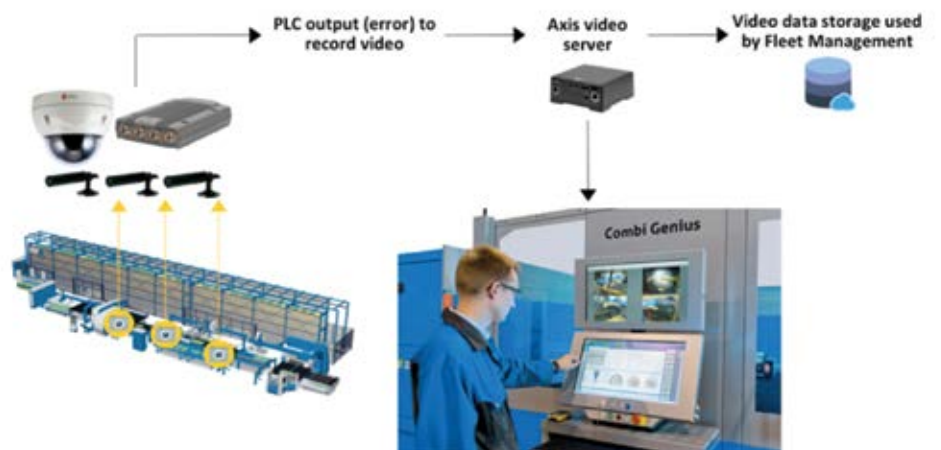 PLC output (error) to
record video
Axis video
server
Video data storage used
by Fleet Management
Combi Genius